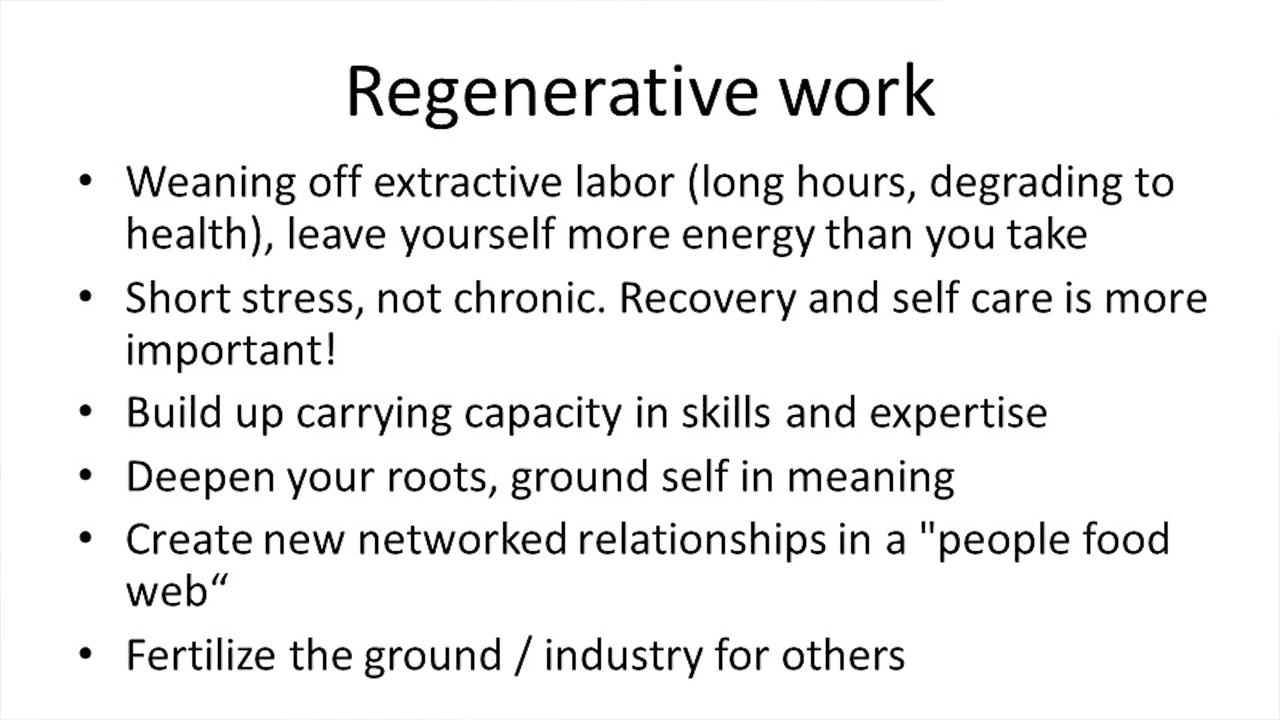 Regenerative work
• Weaning off extractive labor (long hours, degrading to
health), leave yourself more energy than you take
• Short stress, not chronic. Recovery and self care is more
important!
• Build up carrying capacity in skills and expertise
• Deepen your roots, ground self in meaning
• Create new networked relationships in a "people food
web“
• Fertilize the ground / industry for others